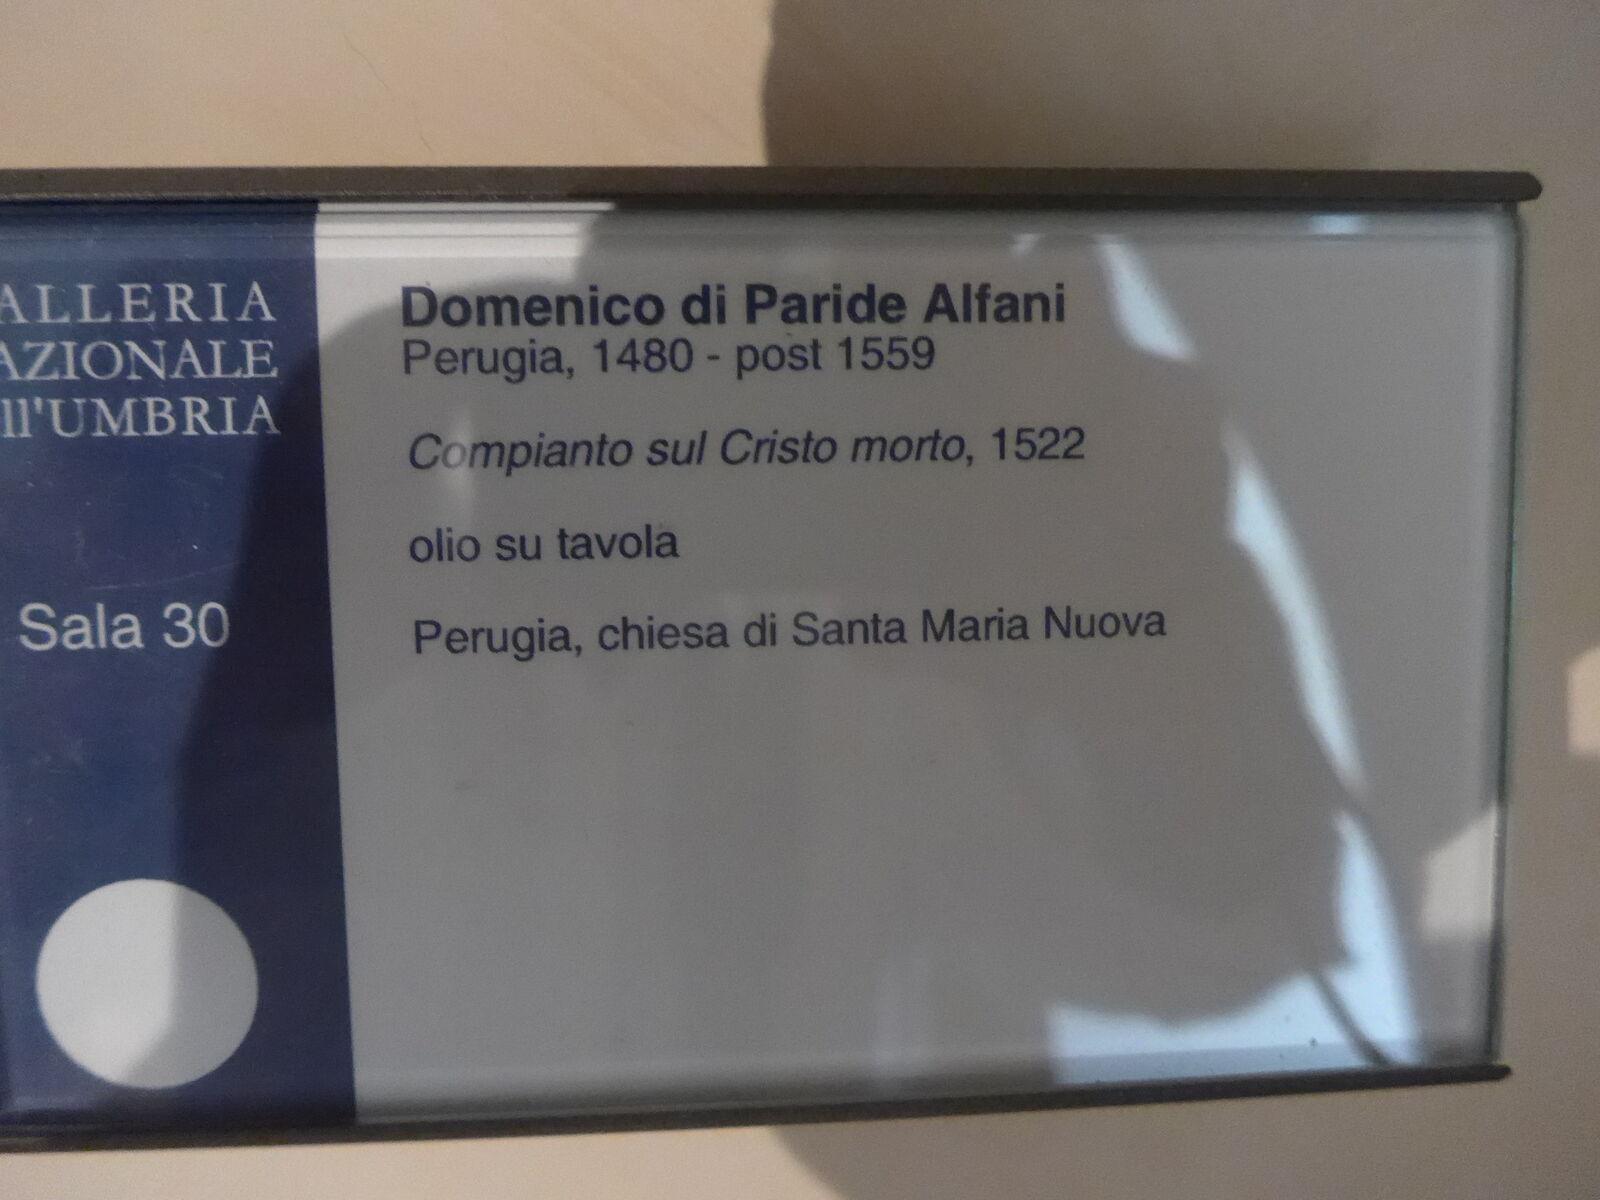 ALLERIA
AZIONALE
ll'UMBRIA
Sala 30
Domenico di Paride Alfani
Perugia, 1480 - post 1559
Compianto sul Cristo morto, 1522
olio su tavola
Perugia, chiesa di Santa Maria Nuova